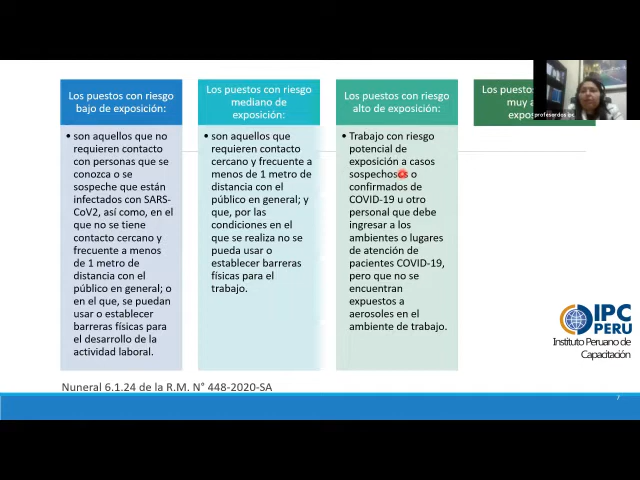 Los puestos con riesgo
bajo de exposición:
• son aquellos que no
requieren contacto
con personas que se
conozca o se
sospeche que están
infectados con SARS-
CoV2, así como, en el
que no se tiene
contacto cercano y
frecuente a menos
de 1 metro de
distancia con el
público en general; o
en el que, se puedan
usar o establecer
barreras físicas para
el desarrollo de la
actividad laboral.
Los puestos con riesgo
mediano de
exposición:
• son aquellos que
requieren contacto
cercano y frecuente a
menos de 1 metro de
distancia con el
público en general; y
que, por las
condiciones en el
que se realiza no se
pueda usar o
establecer barreras
físicas para el
trabajo.
Los puestos con riesgo
alto de exposición:
• Trabajo con riesgo
potencial de
exposición a casos
sospechosos o
confirmados de
COVID-19 u otro
personal que debe
ingresar a los
ambientes o lugares
de atención de
pacientes COVID-19,
pero que no se
encuentran
expuestos a
aerosoles en el
ambiente de trabajo.
Los puestos
muy
IPC
PERU
Instituto Peruano de
Capacitación
Nuneral 6.1.24 de la R.M. N° 448-2020-SA
7